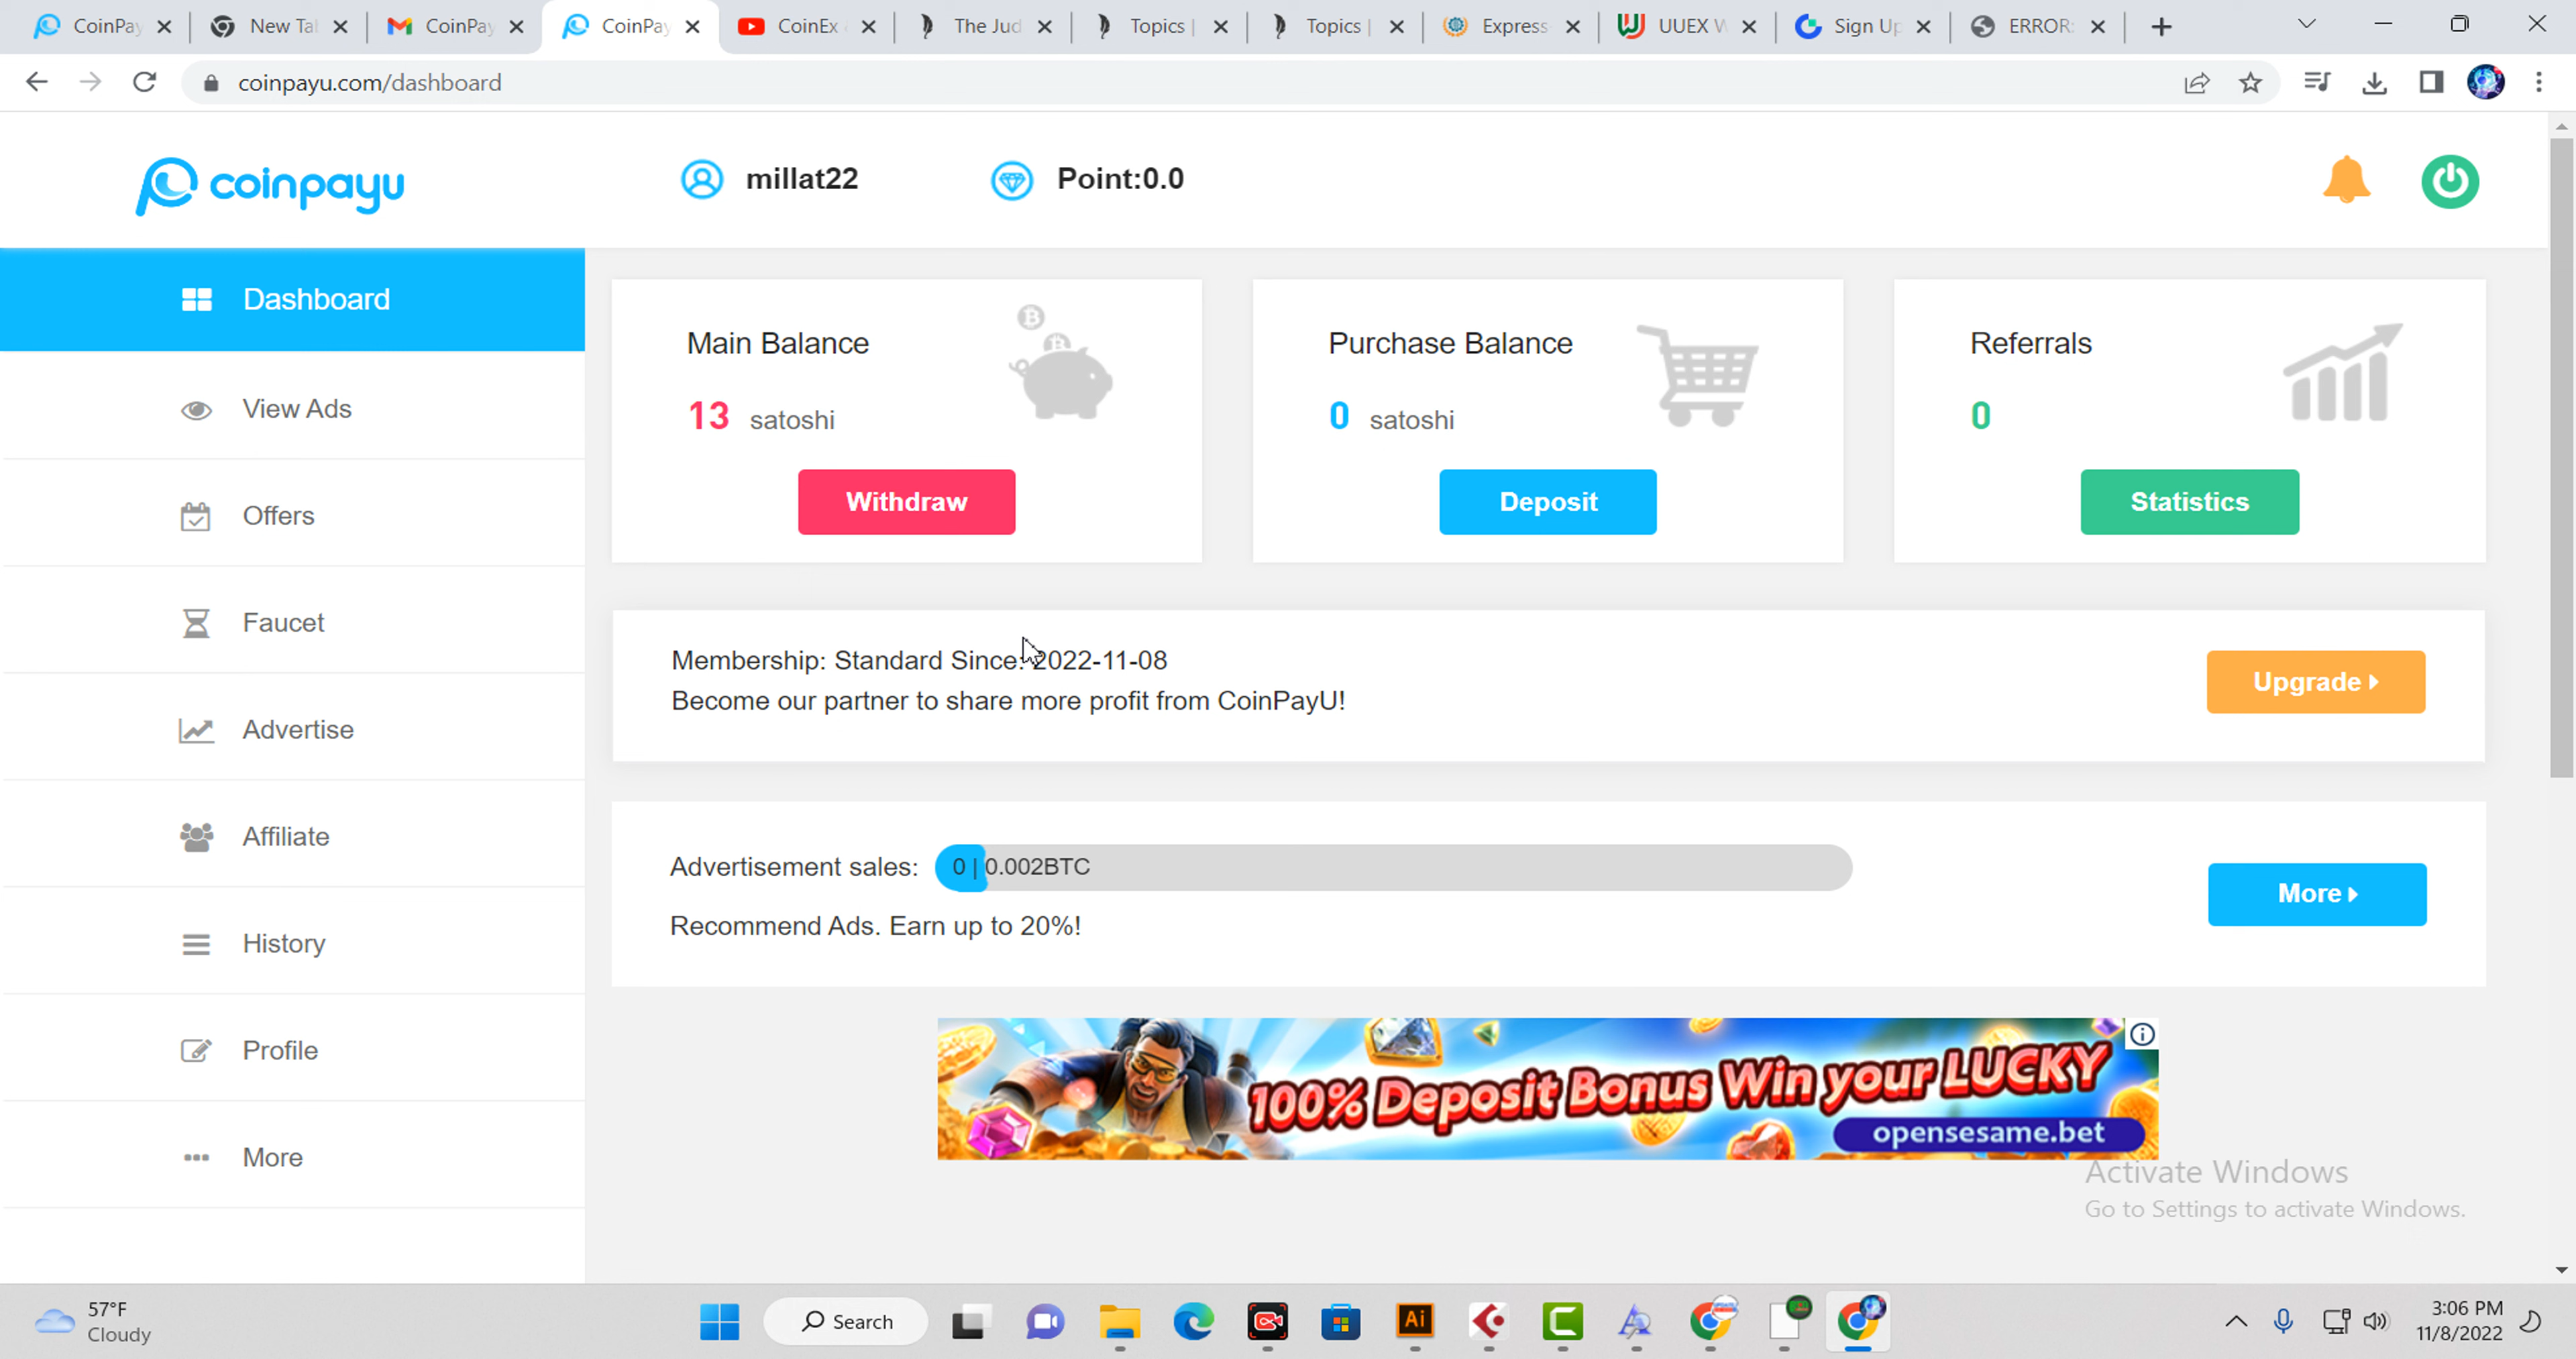 CoinPay
New Tal
CoinPay
CoinPay
CoinEx
The Jud
Topics |
Topics |
Express
UUEX W
Sign Up
ERROR:
coinpayu.com/dashboard
coinpayu
millat22
Point:0.0
Dashboard
View Ads
Offers
Faucet
Advertise
Affiliate
History
Profile
More
Main Balance
13 satoshi
Withdraw
Purchase Balance
0 satoshi
Deposit
Referrals
0
Statistics
Membership: Standard Since: 2022-11-08
Become our partner to share more profit from CoinPayU!
Upgrade
Advertisement sales: 0 | 0.002BTC
Recommend Ads. Earn up to 20%!
More
100% Deposit Bonus Win your LUCKY
opensesame.bet
Activate Windows
Go to Settings to activate Windows.
57°F
Cloudy
Search
Ai
3:06 PM
11/8/2022